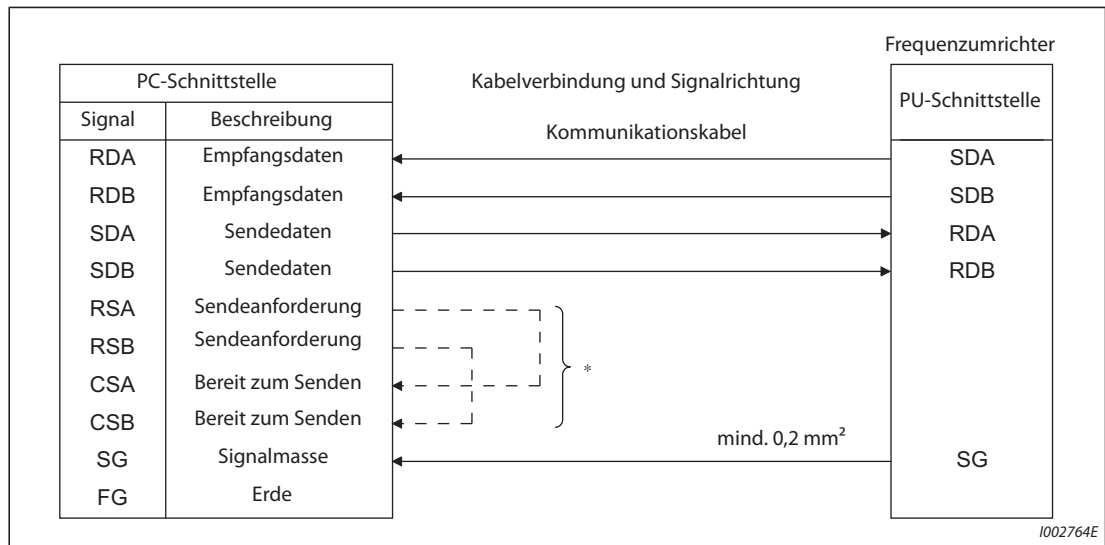 Frequenzumrichter
PC-Schnittstelle
Kabelverbindung und Signalrichtung
PU-Schnittstelle
Signal Beschreibung
Kommunikationskabel
RDA Empfangsdaten SDA
RDB Empfangsdaten SDB
SDA Sendedaten RDA
SDB Sendedaten RDB
RSA Sendeanforderung
RSB Sendeanforderung
*
CSA Bereit zum Senden
CSB Bereit zum Senden
mind. 0,2 mm²
SG Signalmasse SG
FG Erde
I002764E